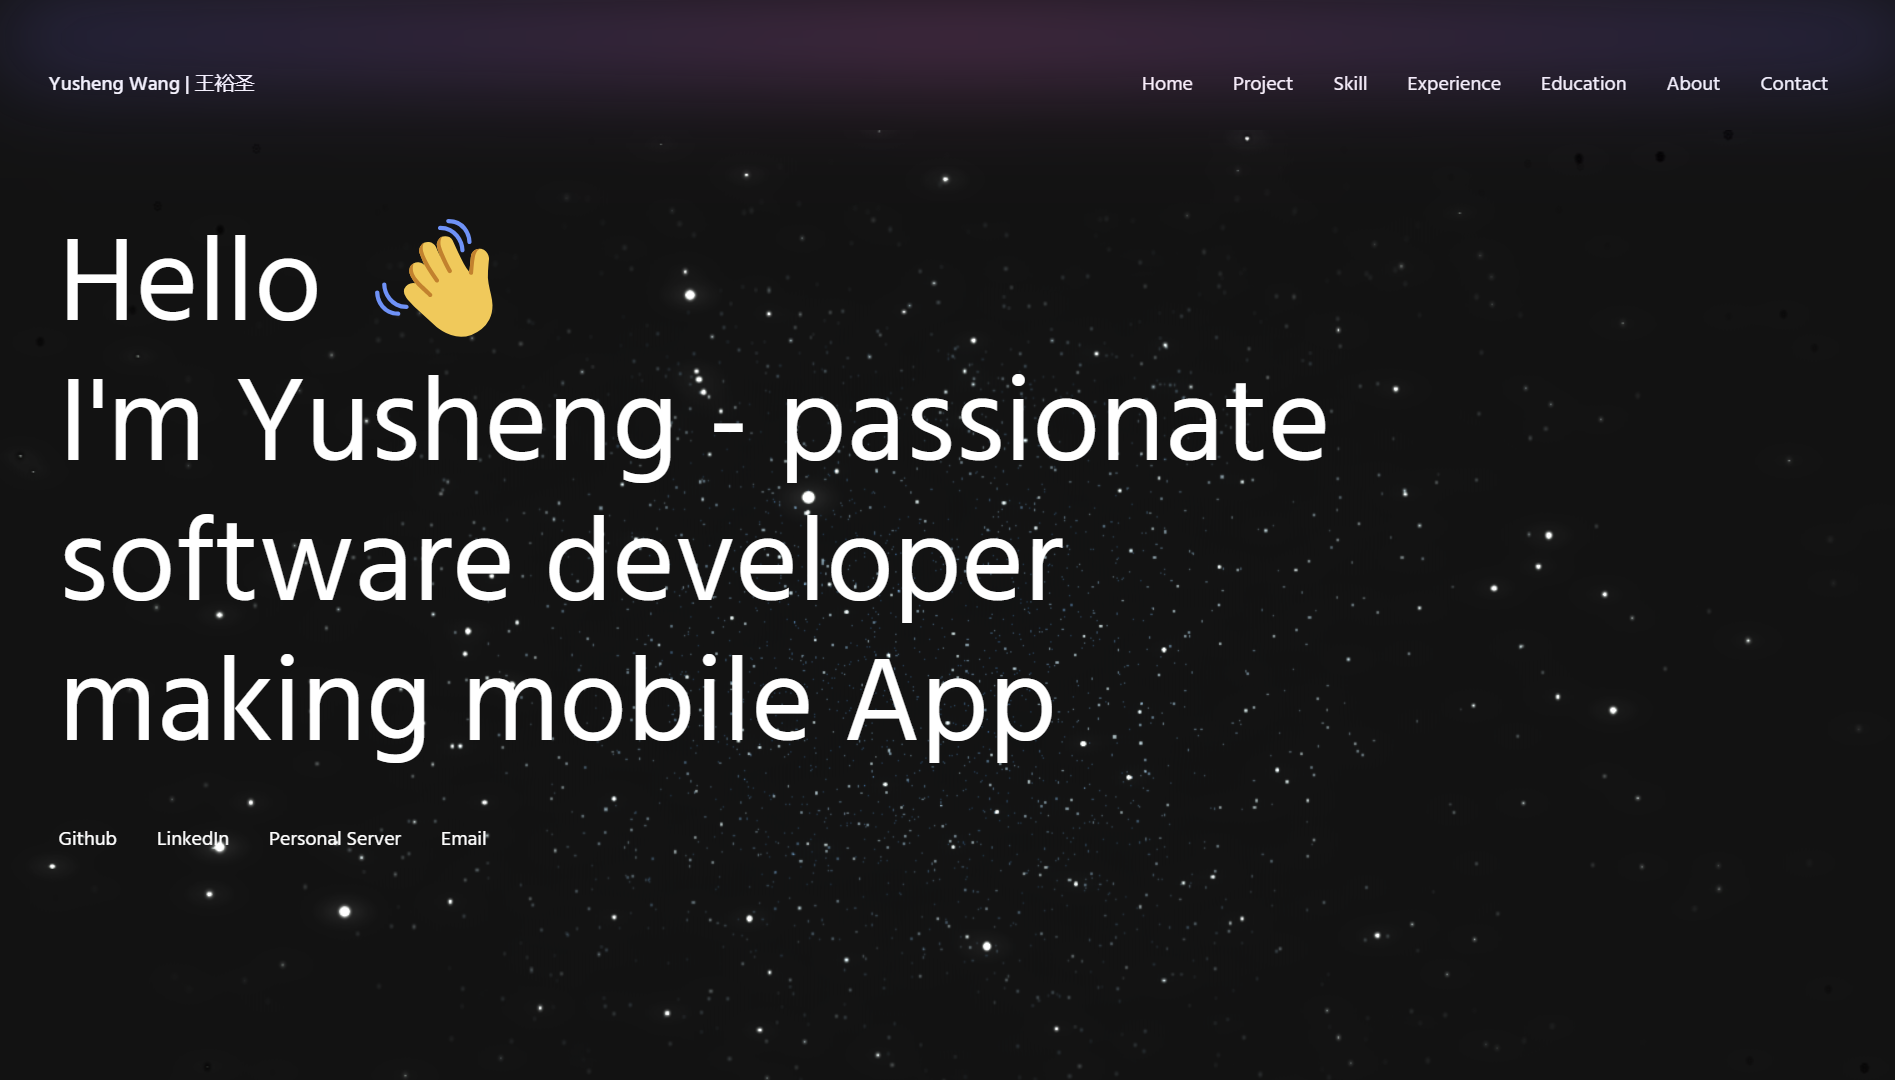 Yusheng Wang | 王裕圣
Home Project Skill Experience Education About Contact
Hello
I'm Yusheng - passionate
software developer
making mobile App
Github LinkedIn Personal Server Email